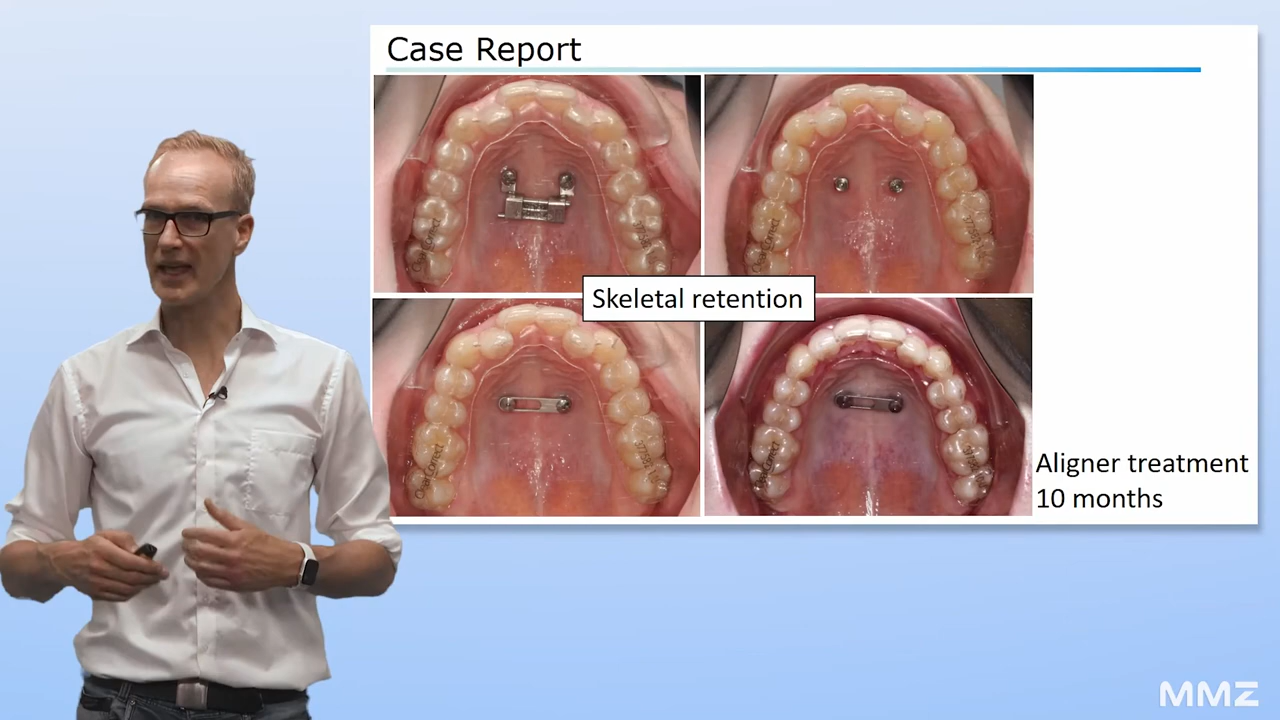 Case Report
Skeletal retention
Aligner treatment
10 months
MMZ